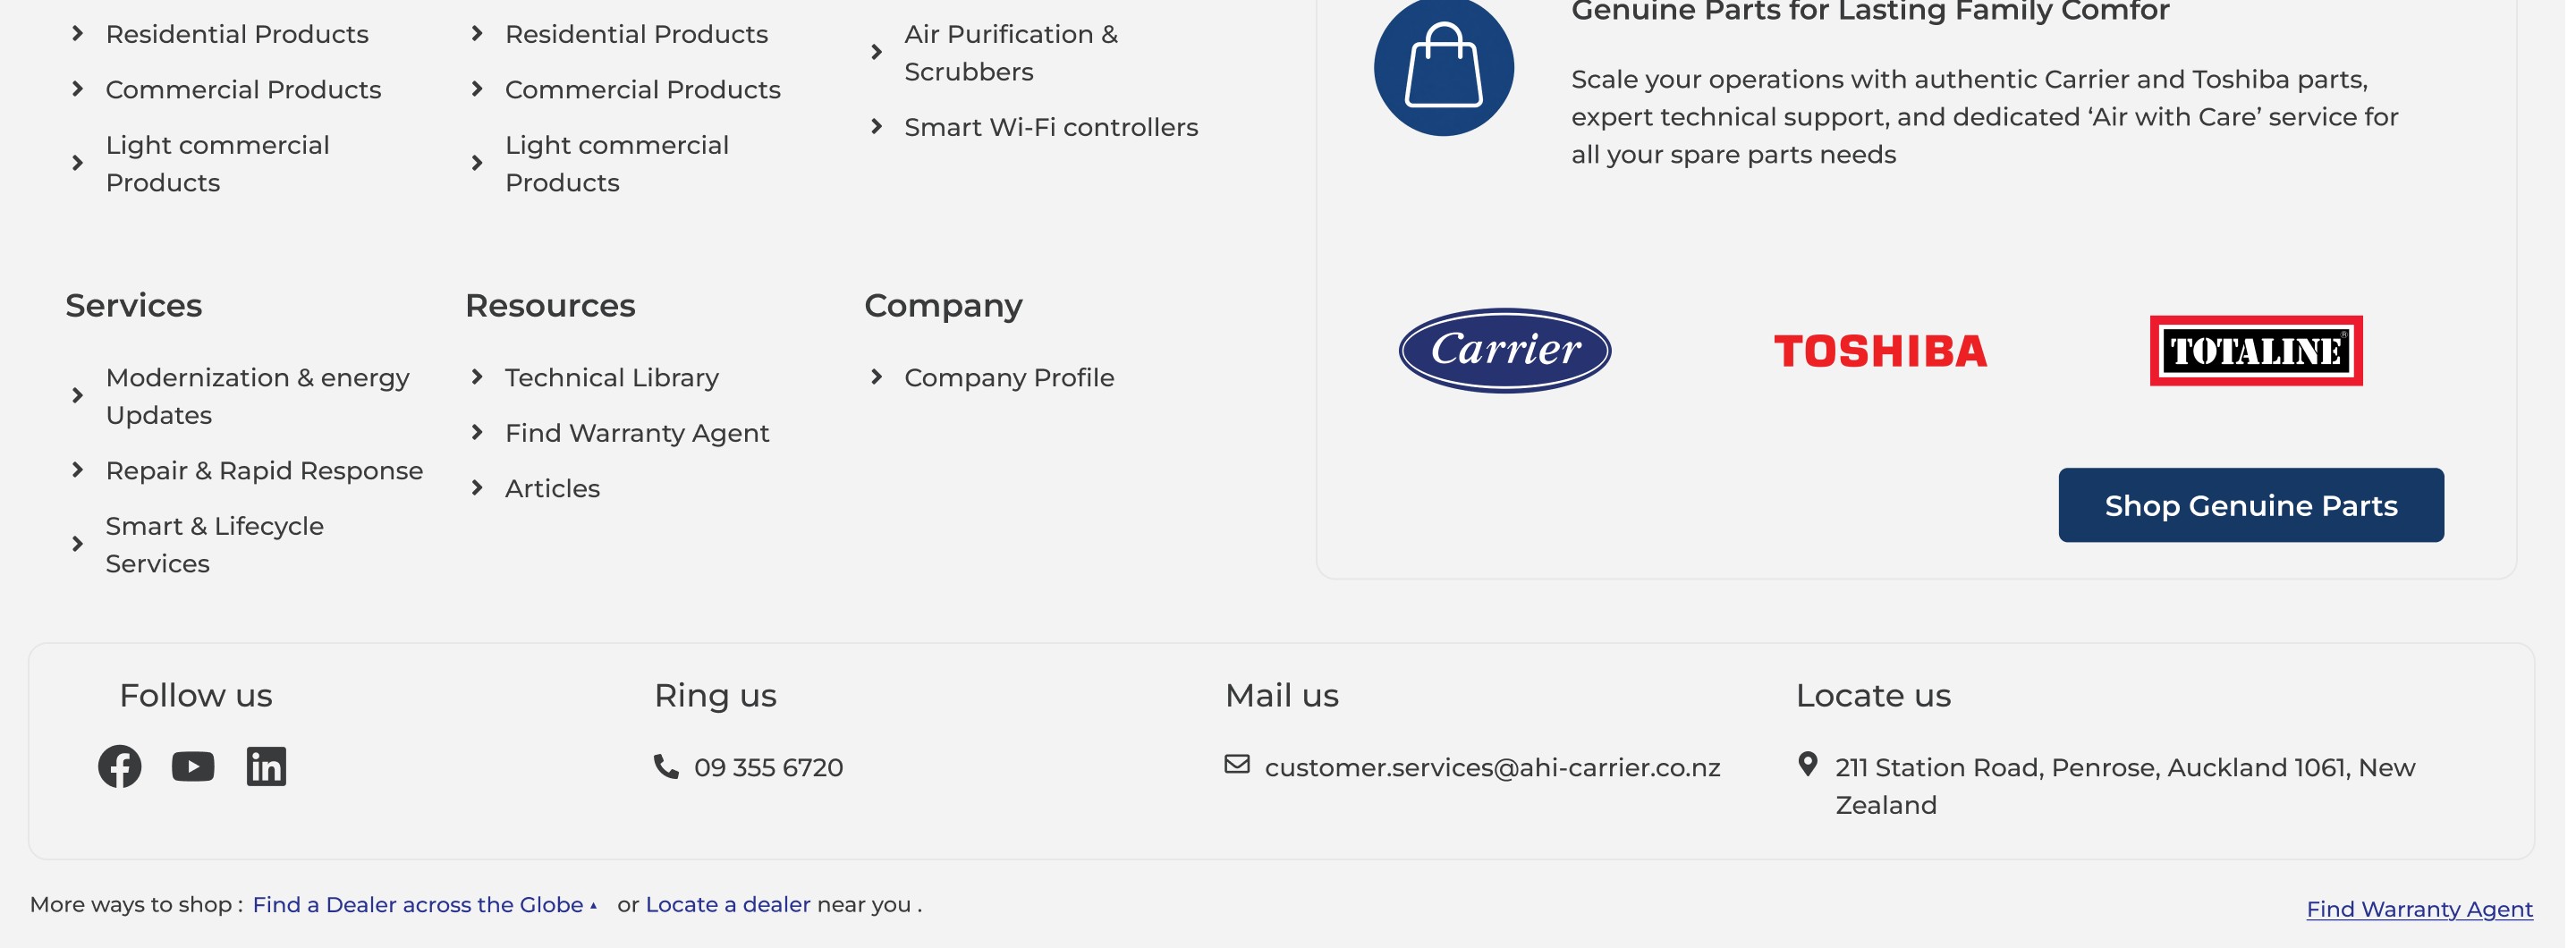 Residential Products
Commercial Products
Light commercial
Products
Residential Products
Commercial Products
Light commercial
Products
Air Purification &
Scrubbers
Smart Wi-Fi controllers
Genuine Parts for Lasting Family Comfor
Scale your operations with authentic Carrier and Toshiba parts,
expert technical support, and dedicated ‘Air with Care’ service for
all your spare parts needs
Services
Modernization & energy
Updates
Repair & Rapid Response
Smart & Lifecycle
Services
Resources
Technical Library
Find Warranty Agent
Articles
Company
Company Profile
Carrier
TOSHIBA
TOTALINE®
Shop Genuine Parts
Follow us
Ring us
09 355 6720
Mail us
customer.services@ahi-carrier.co.nz
Locate us
211 Station Road, Penrose, Auckland 1061, New
Zealand
More ways to shop : Find a Dealer across the Globe ▴ or Locate a dealer near you .
Find Warranty Agent